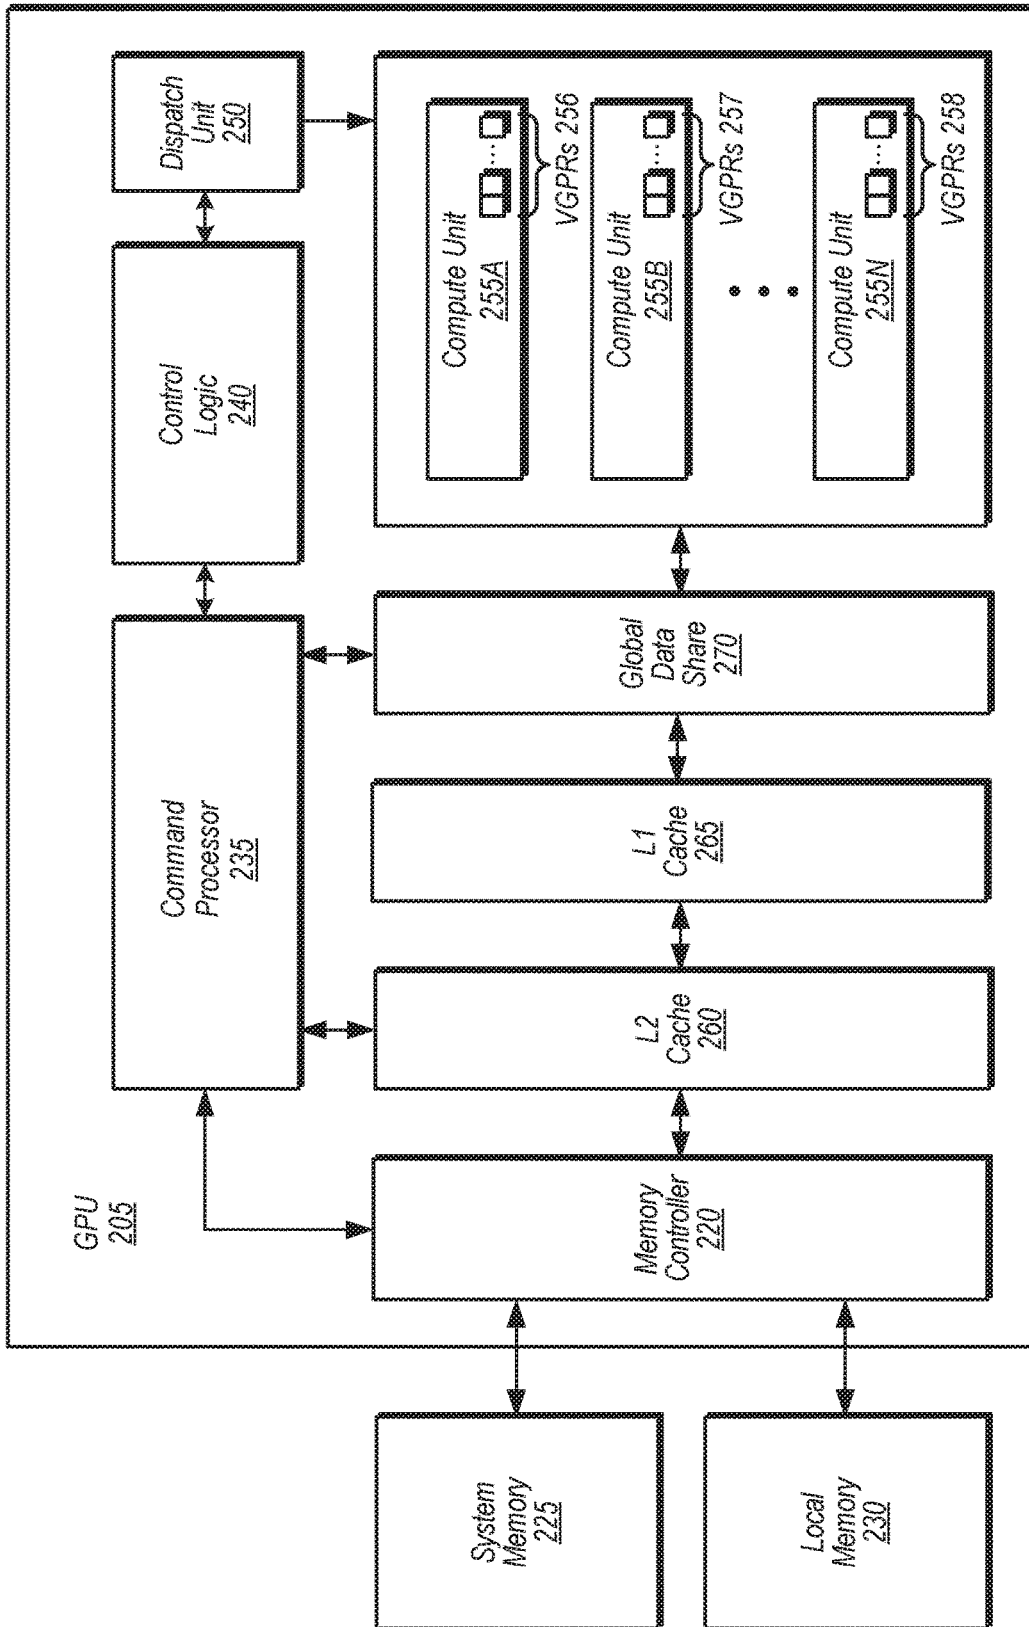 GPU
205
Command
Processor
235
Control
Logic
240
Dispatch
Unit
250
System
Memory
225
Local
Memory
230
Memory
Controller
220
L2
Cache
260
L1
Cache
265
Global
Data
Share
270
Compute Unit
255A
VGPRs 256
Compute Unit
255B
VGPRs 257
Compute Unit
255N
VGPRs 258